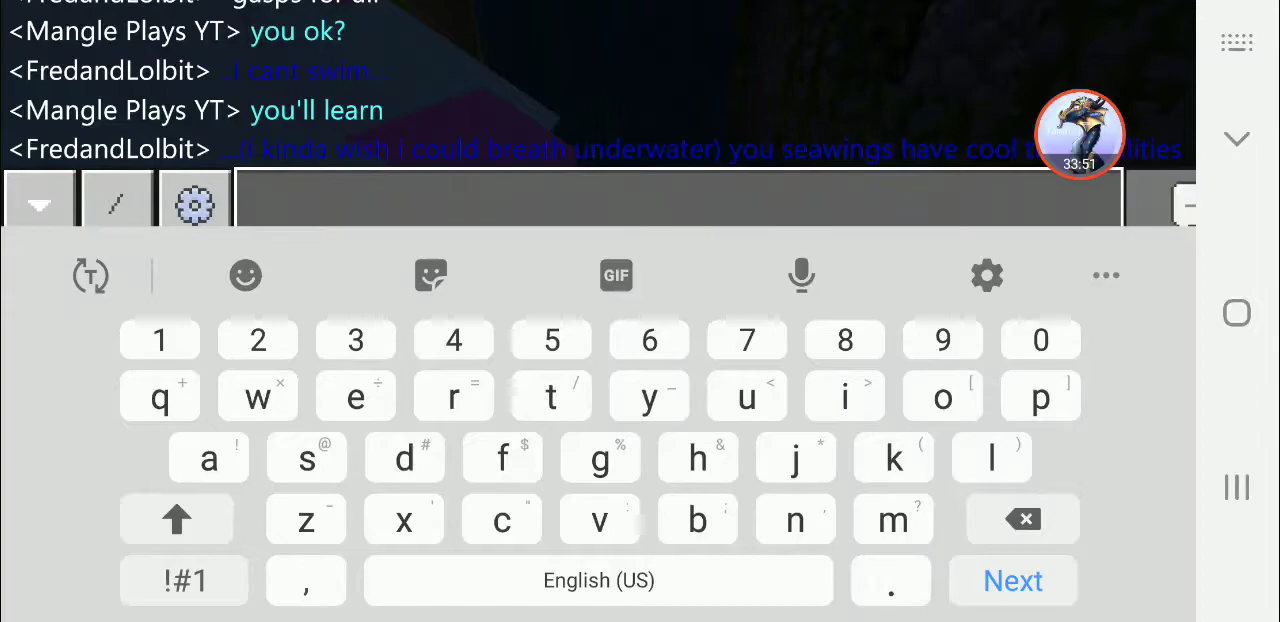 <Mangle Plays YT> you ok?
<FredandLolbit> ..I cant swim...
<Mangle Plays YT> you'll learn
<FredandLolbit> ...(I kinda wish I could breath underwater) you seawings have cool
33:51
GIF
1 2 3 4 5 6 7 8 9 0
q + w × e ÷ r = t / y _ u < i > o [ p ]
a ! s @ d # f $ g % h & j * k ( l )
z - x ' c " v : b ; n , m ?
!#1 , English (US) . Next